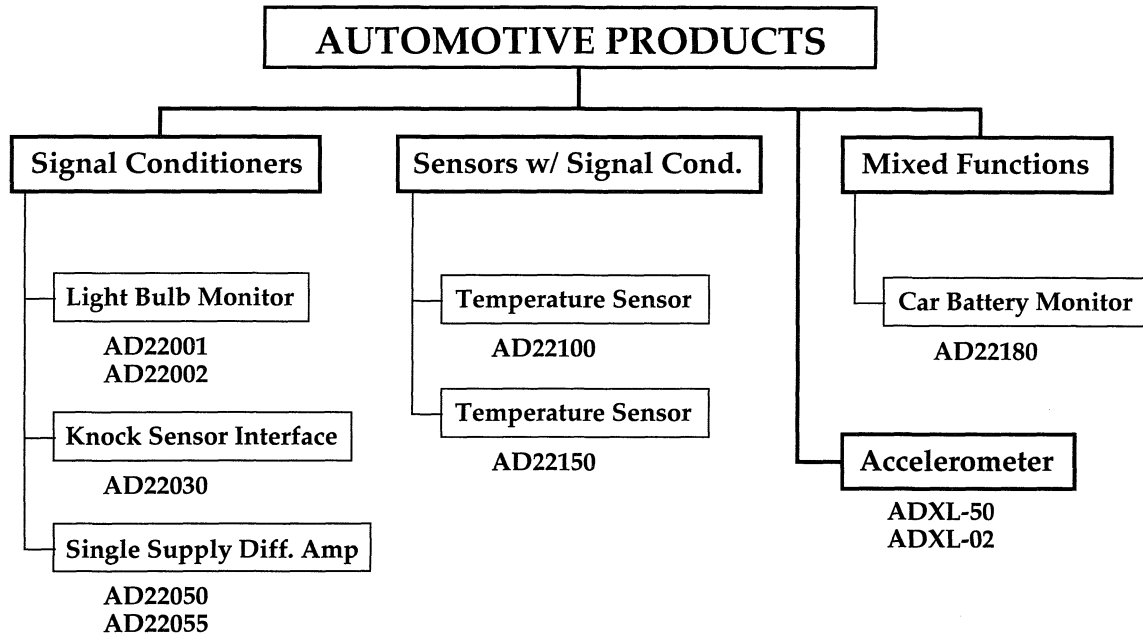 AUTOMOTIVE PRODUCTS
Signal Conditioners
Light Bulb Monitor
AD22001
AD22002
Knock Sensor Interface
AD22030
Single Supply Diff. Amp
AD22050
AD22055
Sensors w/ Signal Cond.
Temperature Sensor
AD22100
Temperature Sensor
AD22150
Mixed Functions
Car Battery Monitor
AD22180
Accelerometer
ADXL-50
ADXL-02